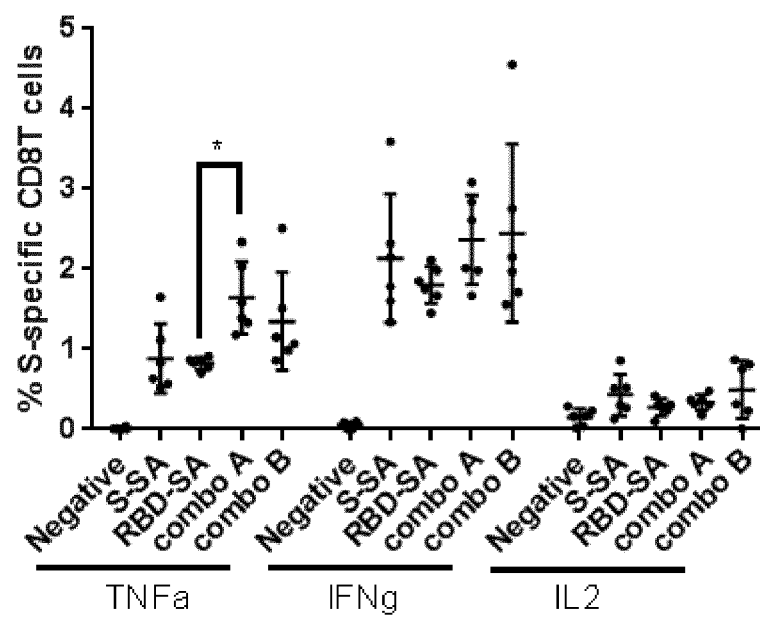 % S-specific CD8T cells
5
4
3
2
1
0
*
Negative
S-SA
RBD-SA
combo A
combo B
Negative
S-SA
RBD-SA
combo A
combo B
Negative
S-SA
RBD-SA
combo A
combo B
TNFa
IFNg
IL2